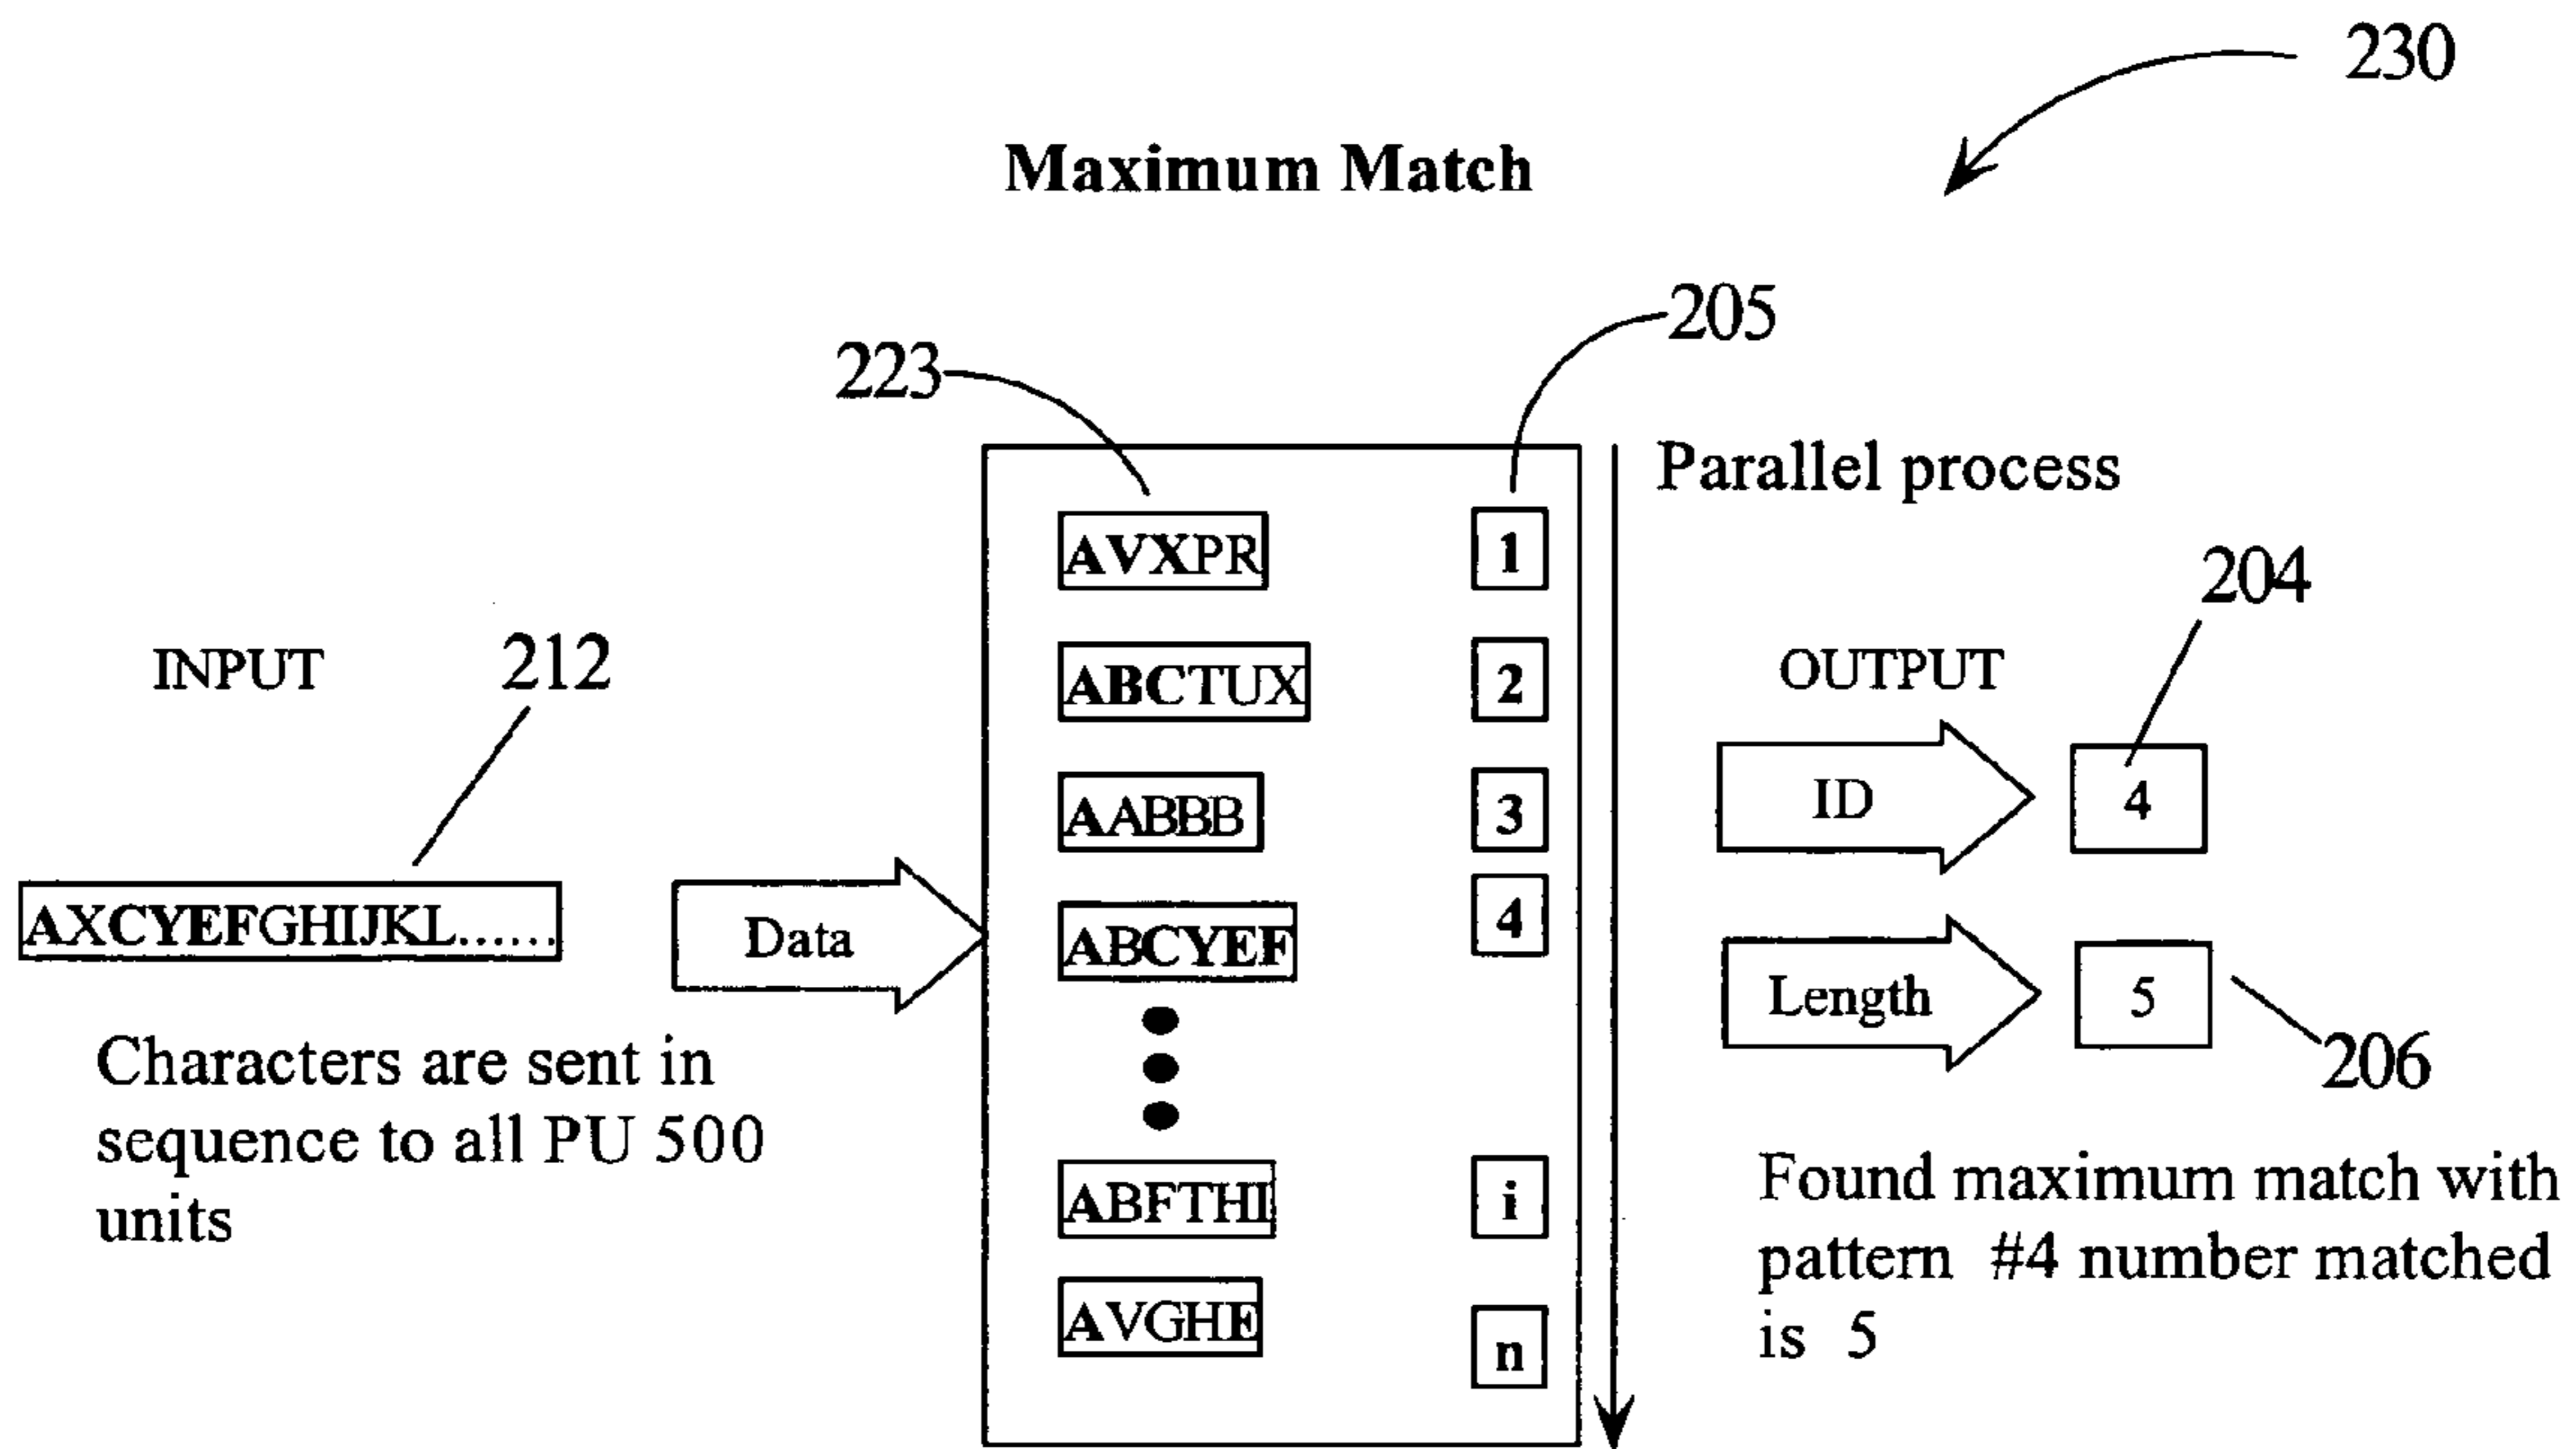 230
Maximum Match
205
223
Parallel process
AVXPR
1
204
INPUT
212
ABCTUX
2
OUTPUT
AABBB
3
ID
4
AXCYEFGHIJKL......
Data
ABCYEF
4
Length
5
206
Characters are sent in
sequence to all PU 500
units
ABFTHI
i
Found maximum match with
pattern #4 number matched
is 5
AVGHE
n